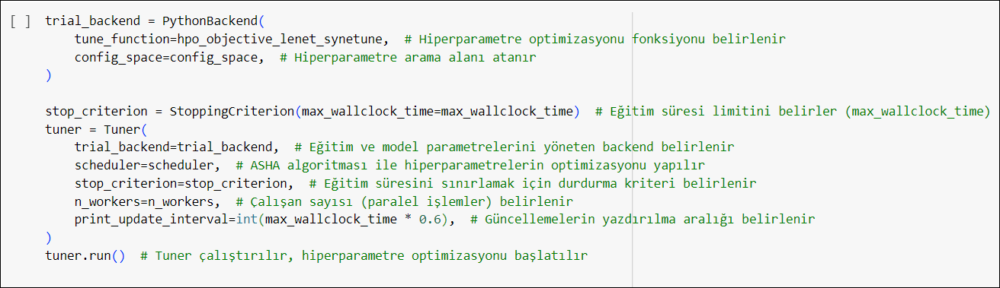 [ ] trial_backend = PythonBackend(
    tune_function=hpo_objective_lenet_synetune,  # Hiperparametre optimizasyonu fonksiyonu belirlenir
    config_space=config_space,  # Hiperparametre arama alanı atanır
)
stop_criterion = StoppingCriterion(max_wallclock_time=max_wallclock_time)  # Eğitim süresi limitini belirler (max_wallclock_time)
tuner = Tuner(
    trial_backend=trial_backend,  # Eğitim ve model parametrelerini yöneten backend belirlenir
    scheduler=scheduler,  # ASHA algoritması ile hiperparametrelerin optimizasyonu yapılır
    stop_criterion=stop_criterion,  # Eğitim süresini sınırlamak için durdurma kriteri belirlenir
    n_workers=n_workers,  # Çalışan sayısı (paralel işlemler) belirlenir
    print_update_interval=int(max_wallclock_time * 0.6),  # Güncellemelerin yazdırılma aralığı belirlenir
)
tuner.run()  # Tuner çalıştırılır, hiperparametre optimizasyonu başlatılır